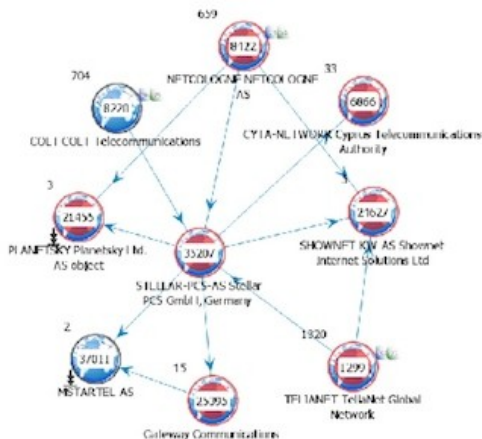 659
8422
NETCOLOGNE NETCOLOGNE
AS
704
8220
COLT COLT Telecommunications
33
6866
CYTA-NETWORK Cyprus Telecommunications
Authority
3
21455
PLANETSKY Planetsky Ltd.
AS object
35207
STELLAR-PCS-AS Stellar
PCS GmbH, Germany
3
21627
SHOWNET KW AS Shownet
Internet Solutions Ltd
2
37011
MSTARTEL AS
15
25395
Gateway Communications
1820
1299
TELIANET TeliaNet Global
Network